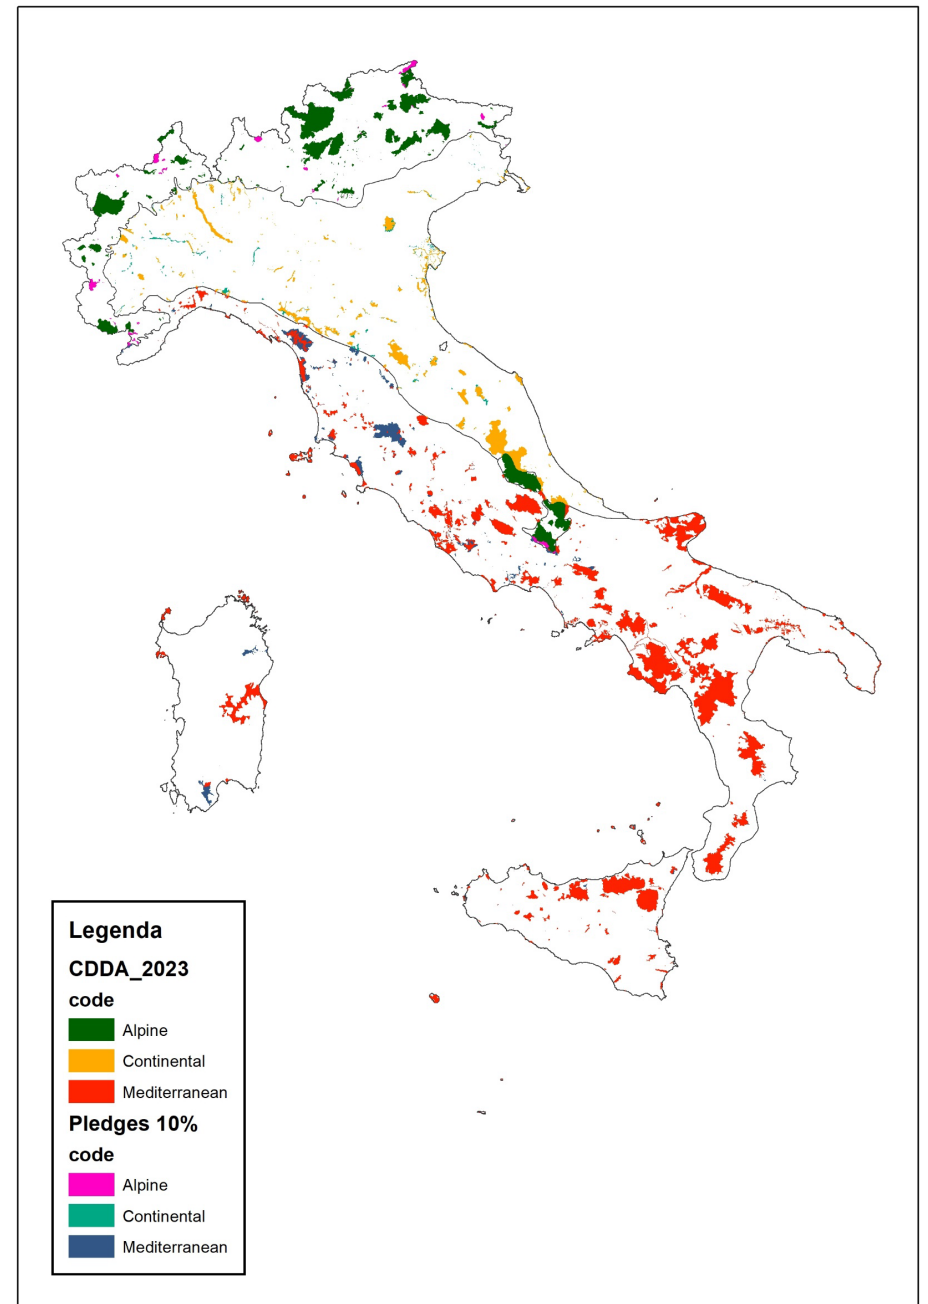 Legenda
CDDA_2023
code
Alpine
Continental
Mediterranean
Pledges 10%
code
Alpine
Continental
Mediterranean